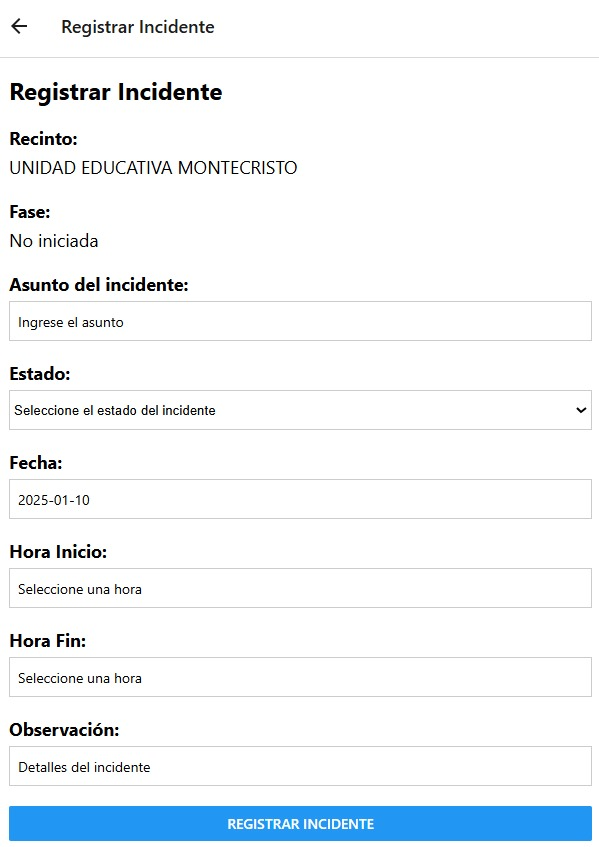 Registrar Incidente
Registrar Incidente
Recinto:
UNIDAD EDUCATIVA MONTECRISTO
Fase:
No iniciada
Asunto del incidente:
Ingrese el asunto
Estado:
Seleccione el estado del incidente
Fecha:
2025-01-10
Hora Inicio:
Seleccione una hora
Hora Fin:
Seleccione una hora
Observación:
Detalles del incidente
REGISTRAR INCIDENTE